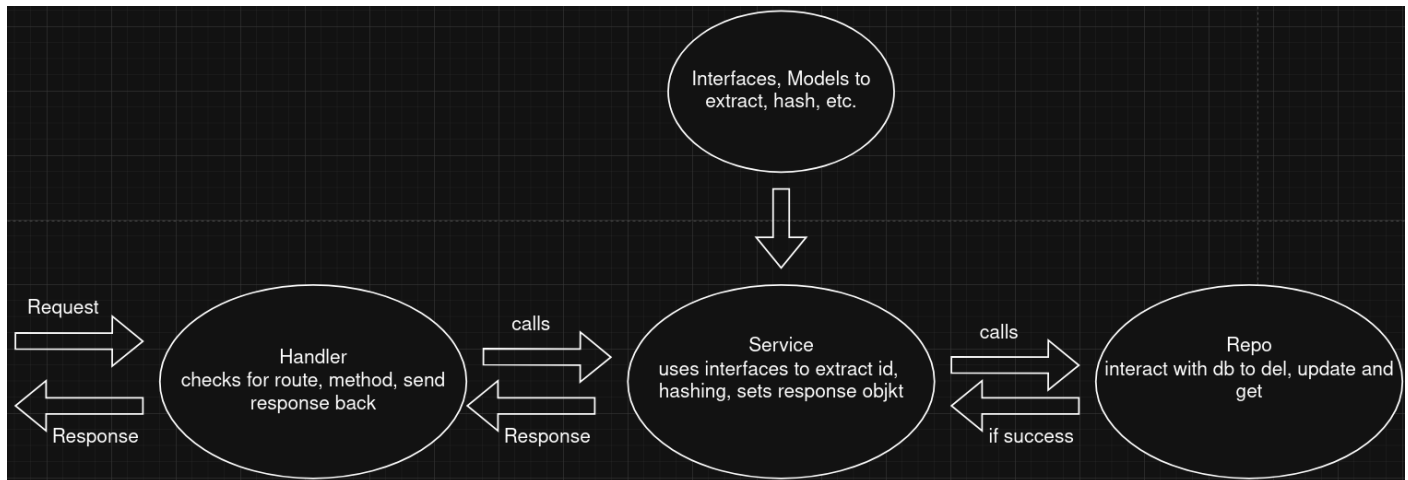 Interfaces, Models to
extract, hash, etc.
Request
calls
calls
Handler
checks for route, method, send
response back
Service
uses interfaces to extract id,
hashing, sets response objkt
Repo
interact with db to del, update and
get
Response
Response
if success